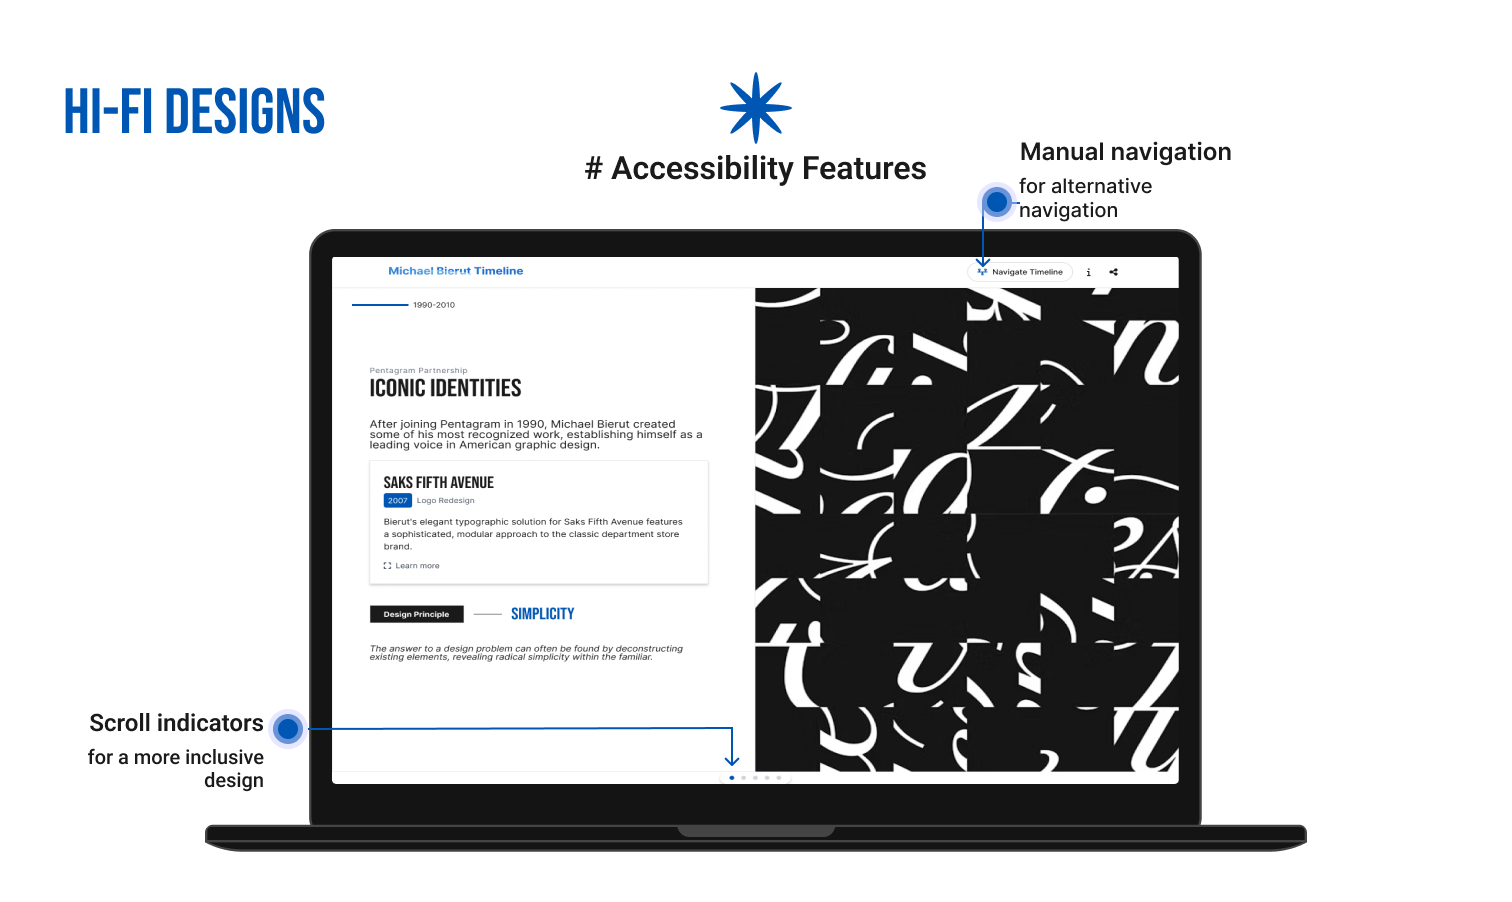 HI-FI DESIGNS
# Accessibility Features
Manual navigation
for alternative
navigation
Michael Bierut Timeline
Navigate Timeline
i
1990-2010
Pentagram Partnership
ICONIC IDENTITIES
After joining Pentagram in 1990, Michael Bierut created
some of his most recognized work, establishing himself as a
leading voice in American graphic design.
SAKS FIFTH AVENUE
2007 Logo Redesign
Bierut's elegant typographic solution for Saks Fifth Avenue features
a sophisticated, modular approach to the classic department store
brand.
Learn more
Design Principle
SIMPLICITY
The answer to a design problem can often be found by deconstructing
existing elements, revealing radical simplicity within the familiar.
Scroll indicators
for a more inclusive
design